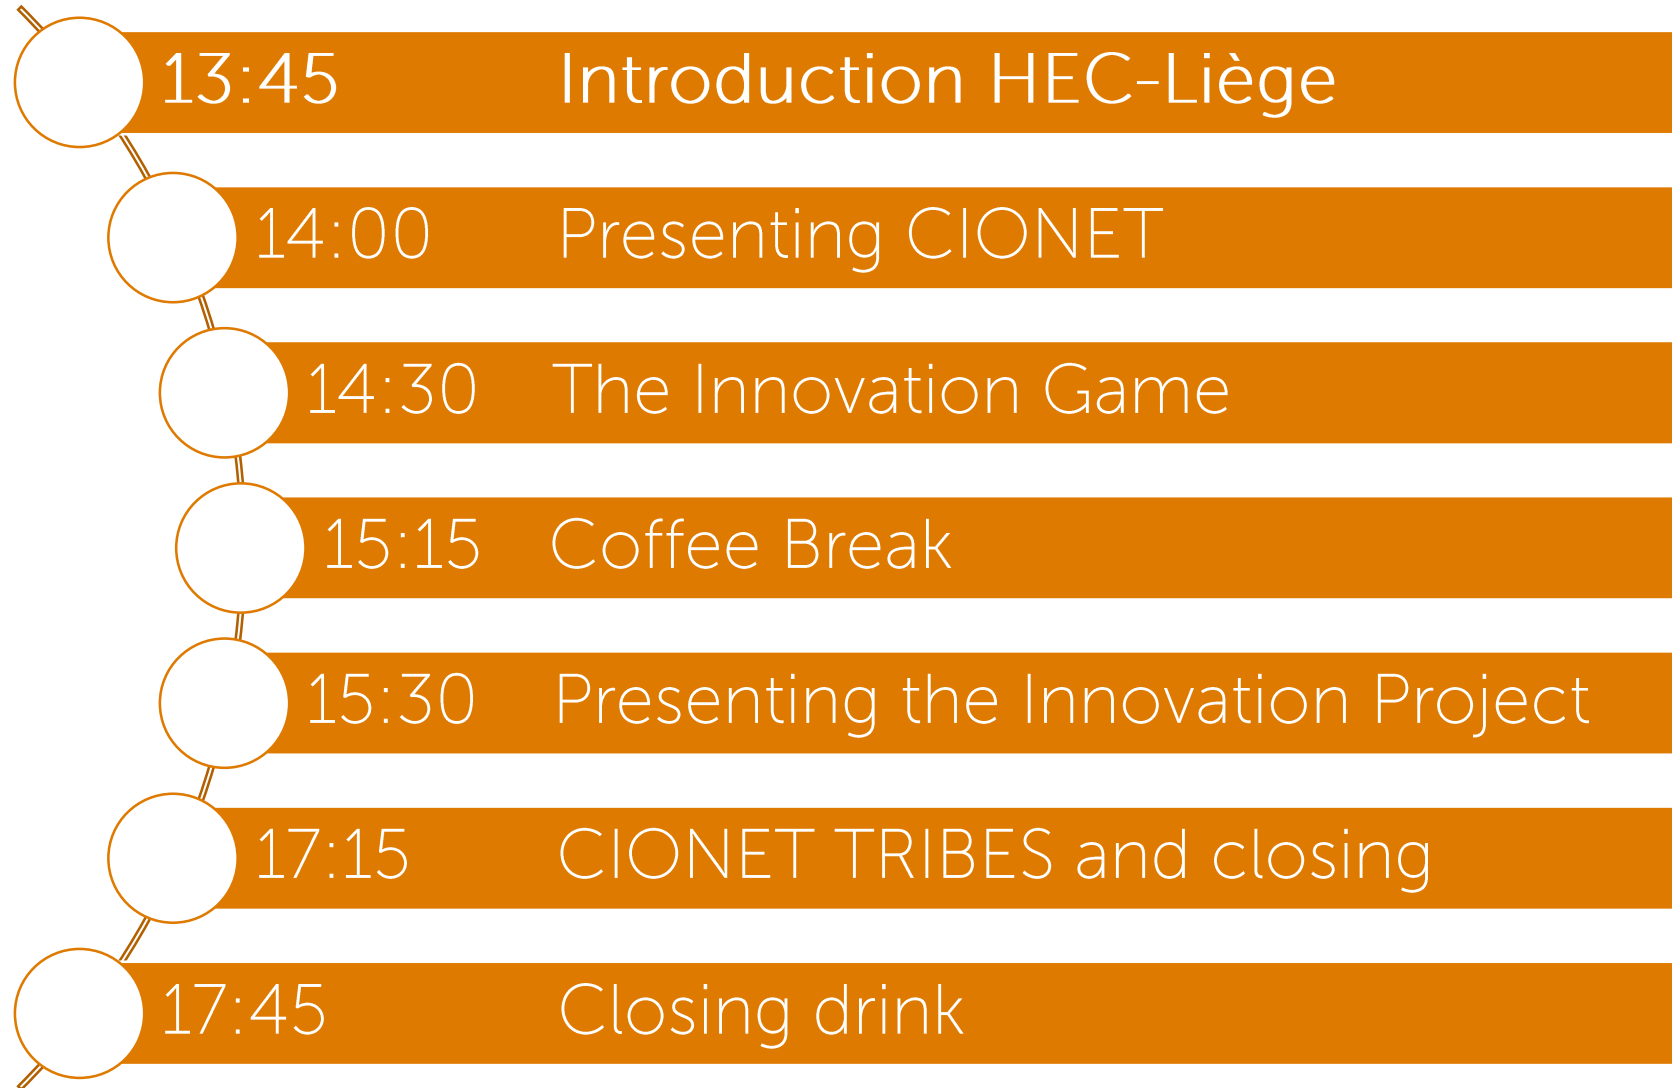 13:45 Introduction HEC-Liège
14:00 Presenting CIONET
14:30 The Innovation Game
15:15 Coffee Break
15:30 Presenting the Innovation Project
17:15 CIONET TRIBES and closing
17:45 Closing drink